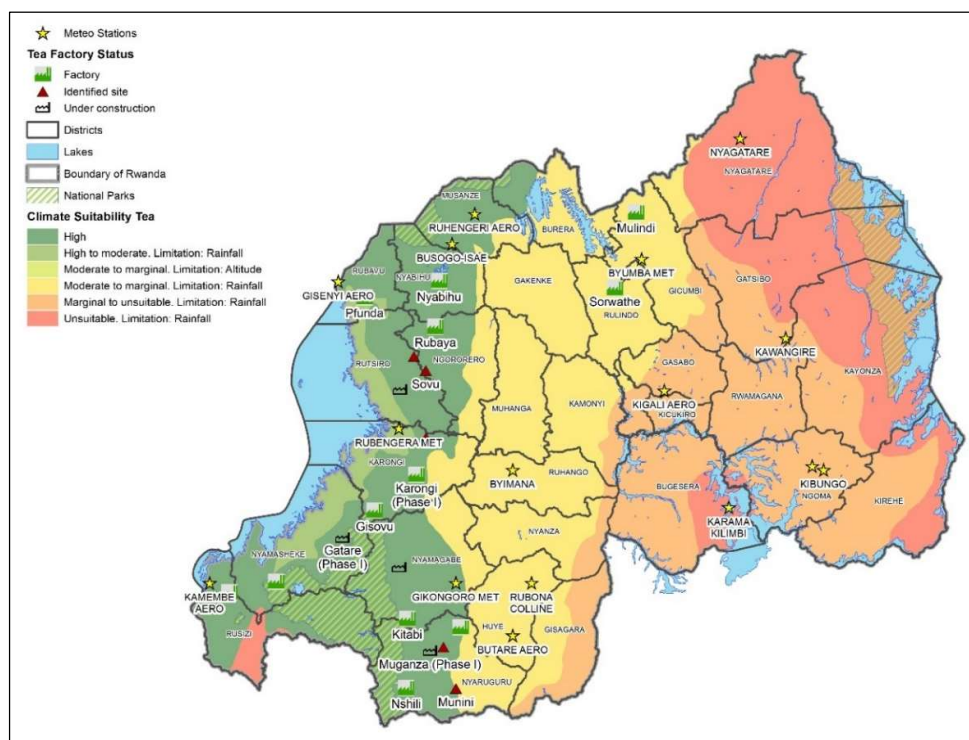 Meteo Stations
Tea Factory Status
Factory
Identified site
Under construction
Districts
Lakes
Boundary of Rwanda
National Parks
Climate Suitability Tea
High
High to moderate. Limitation: Rainfall
Moderate to marginal. Limitation: Altitude
Moderate to marginal. Limitation: Rainfall
Marginal to unsuitable. Limitation: Rainfall
Unsuitable. Limitation: Rainfall
NYAGATARE
NYAGATARE
MUSANZE
RUHENGERI AERO
BURERA
Mulindi
BUSOGO-ISAE
RUBAVU
NYABIHU
GAKENKE
BYUMBA MET
GICUMBI
GATSIBO
GISENYI AERO
Nyabihu
Pfunda
Sorwathe
RULINDO
Rubaya
KAWANGIRE
RUTSIRO
NGORORERO
GASABO
KAYONZA
Sovu
KIGALI AERO
KICUKIRO
RWAMAGANA
MUHANGA
KAMONYI
RUBENGERA MET
KARONGI
Karongi
(Phase I)
BYIMANA
RUHANGO
BUGESERA
KIBUNGO
NGOMA
KIREHE
KARAMA
KILIMBI
Gisovu
NYANZA
Gatare
(Phase I)
NYAMASHEKE
NYAMAGABE
KAMEMBE
AERO
GIKONGORO MET
RUBONA
COLLINE
RUSIZI
Kitabi
HUYE
GISAGARA
BUTARE AERO
Muganza (Phase I)
NYARUGURU
Nshili
Munini